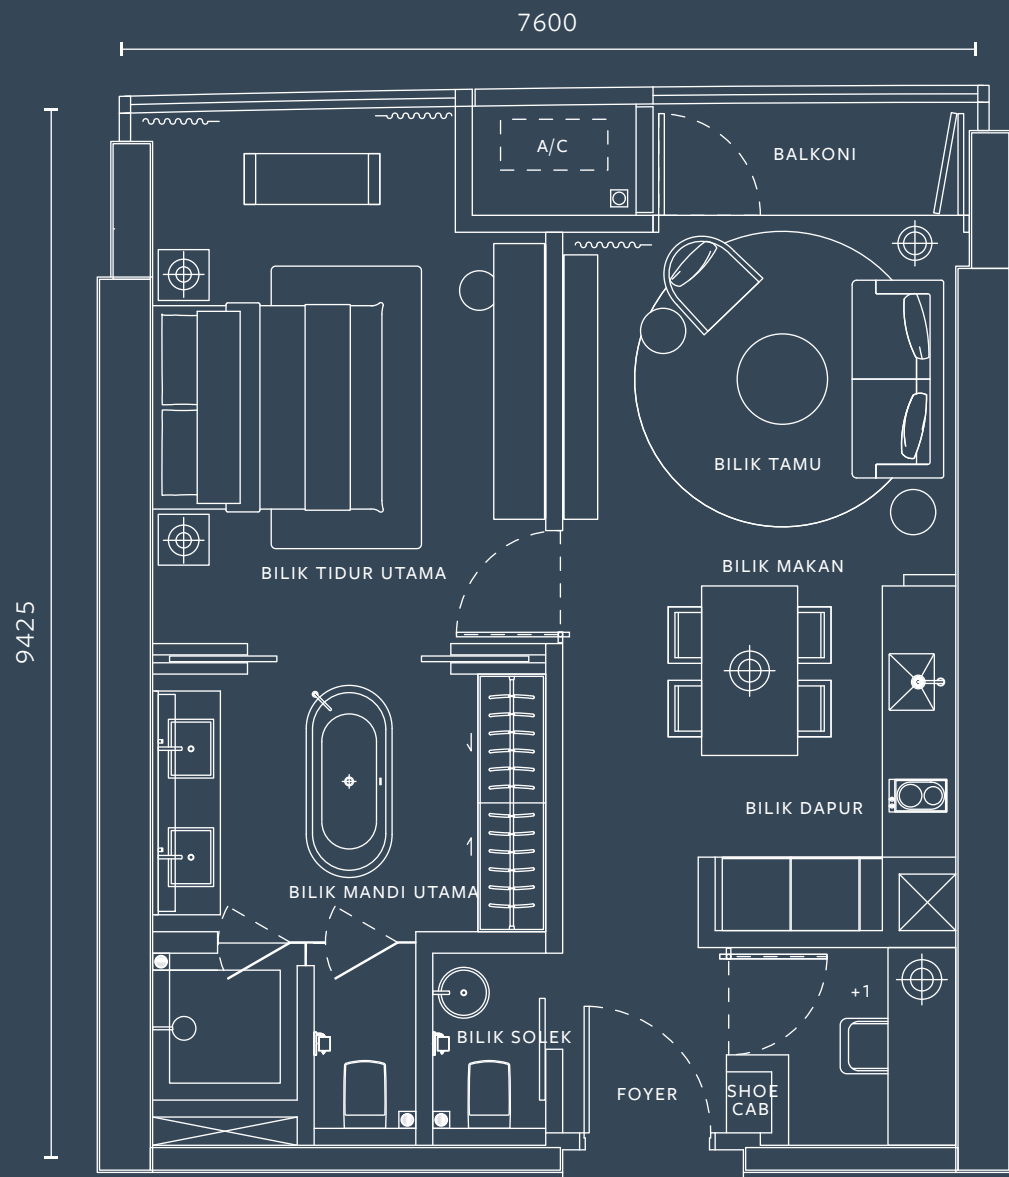 7600
A/C
BALKONI
BILIK TAMU
BILIK MAKAN
BILIK TIDUR UTAMA
9425
BILIK DAPUR
BILIK MANDI UTAMA
+1
BILIK SOLEK
FOYER
SHOE
CAB